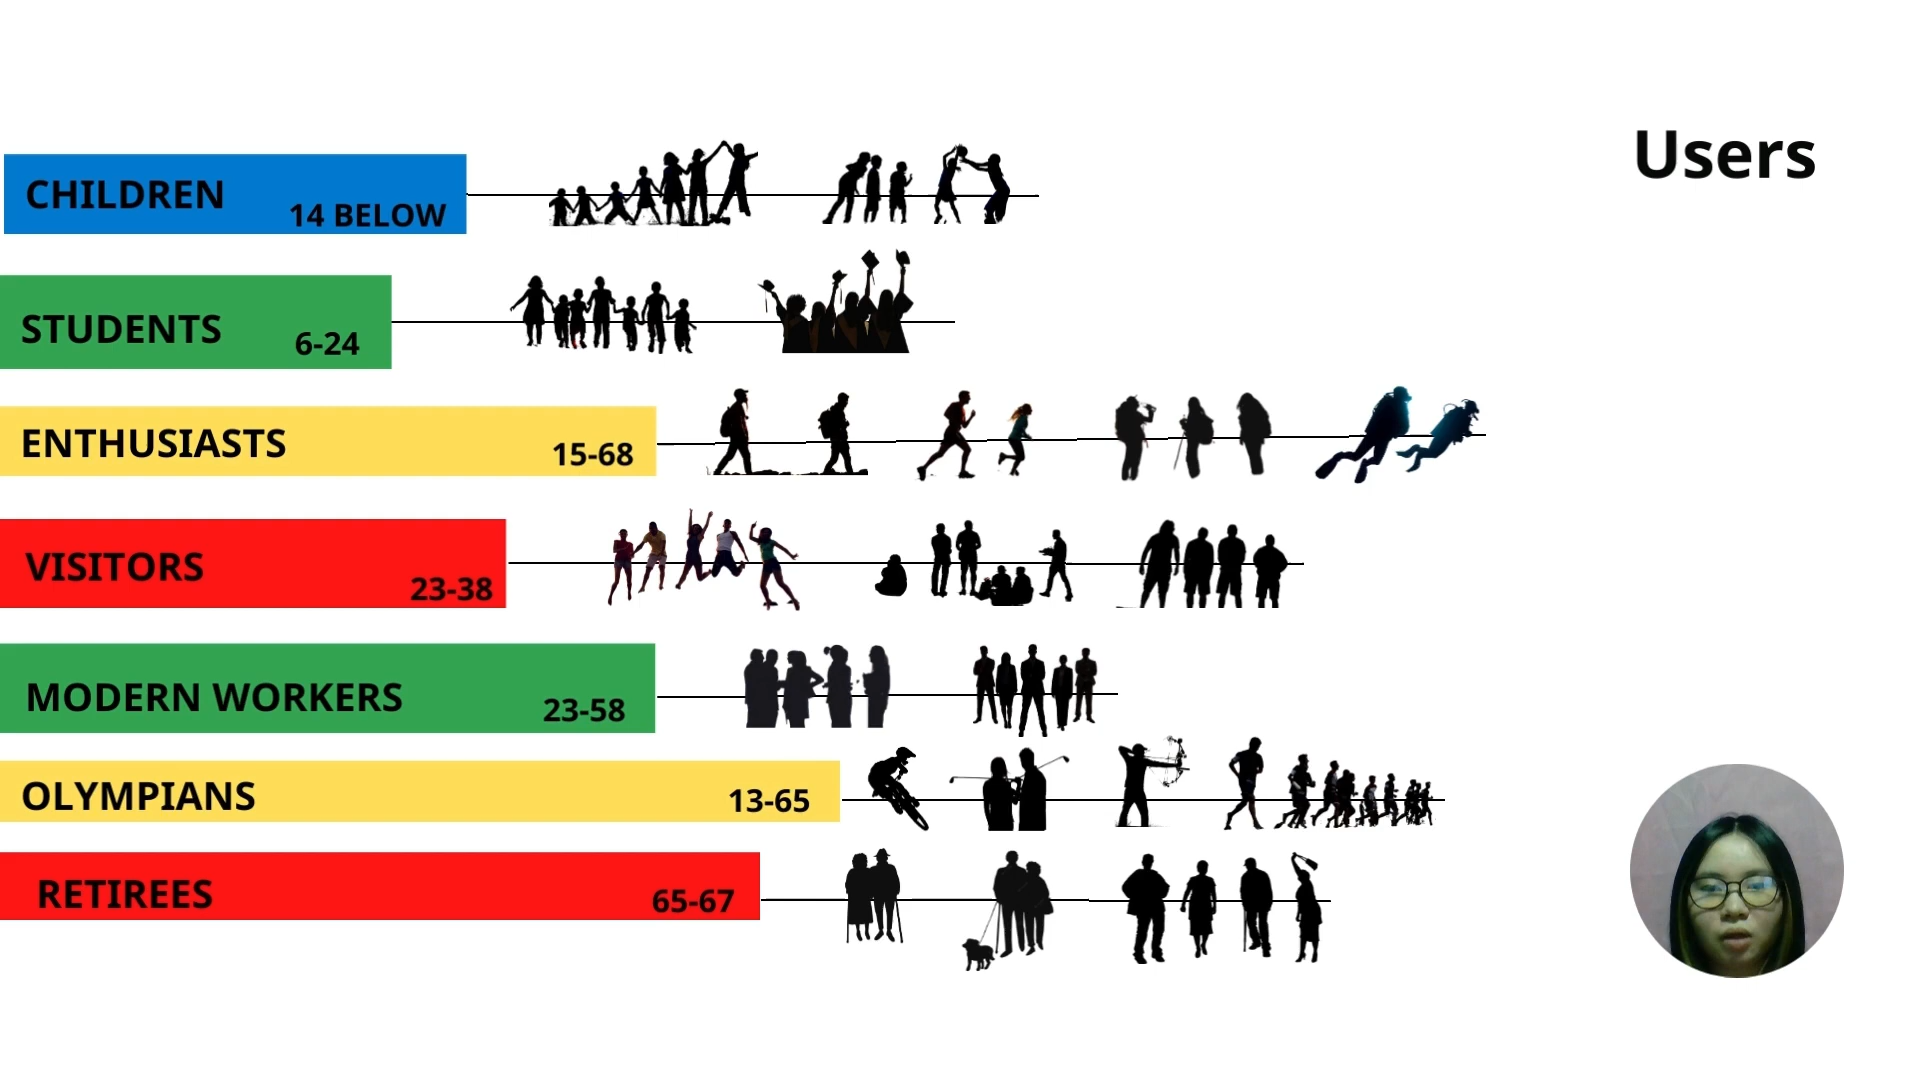 Users
CHILDREN
14 BELOW
STUDENTS
6-24
ENTHUSIASTS
15-68
VISITORS
23-38
MODERN WORKERS
23-58
OLYMPIANS
13-65
RETIREES
65-67